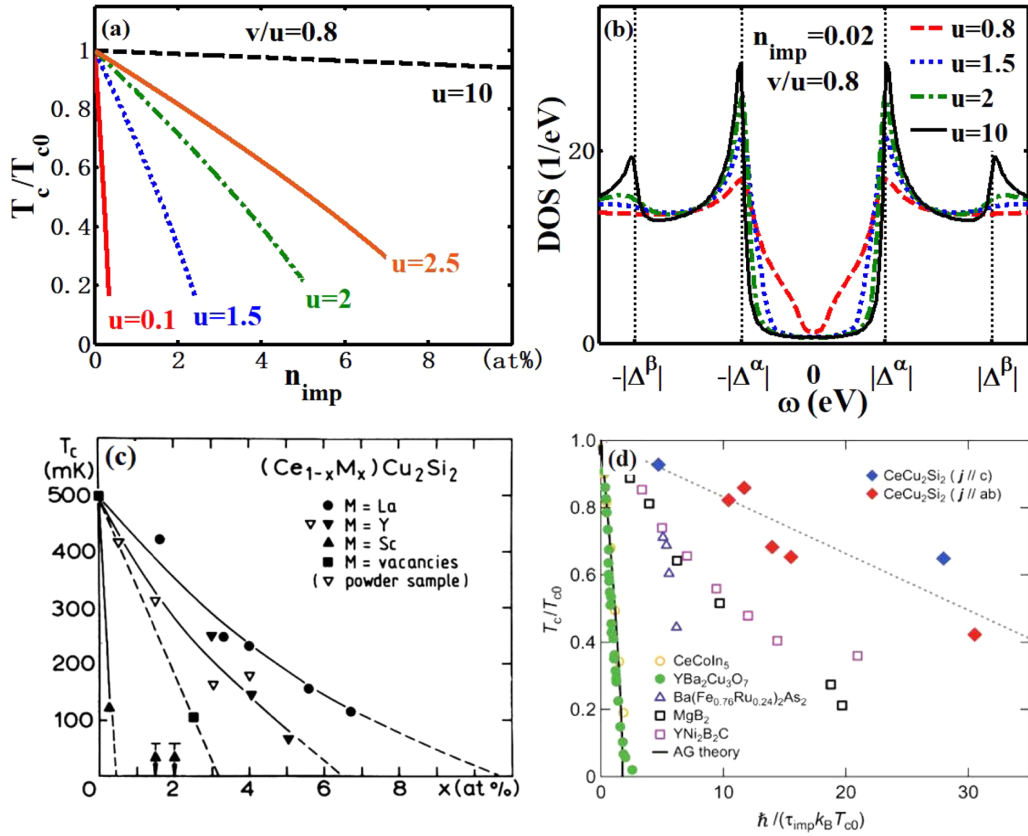 (a)
v/u=0.8
u=10
u=2.5
u=2
u=1.5
u=0.1
T_c/T_c0
1
0.8
0.6
0.4
0.2
0
0 2 4 6 8 (at%)
n_imp
(b)
n_imp=0.02
v/u=0.8
u=0.8
u=1.5
u=2
u=10
DOS (1/eV)
20
0
-|Δ^β| -|Δ^α| 0 |Δ^α| |Δ^β|
ω (eV)
(c)
T_c
(mK)
(Ce_1-xM_x)Cu_2Si_2
M = La
M = Y
M = Sc
M = vacancies
( ▽ powder sample)
500
400
300
200
100
0 2 4 6 8 x(at%)
(d)
CeCu_2Si_2 (j // c)
CeCu_2Si_2 (j // ab)
T_c/T_c0
1.0
0.8
0.6
0.4
0.2
0
CeCoIn_5
YBa_2Cu_3O_7
Ba(Fe_0.76Ru_0.24)_2As_2
MgB_2
YNi_2B_2C
AG theory
0 10 20 30
ℏ/(τ_imp k_B T_c0)